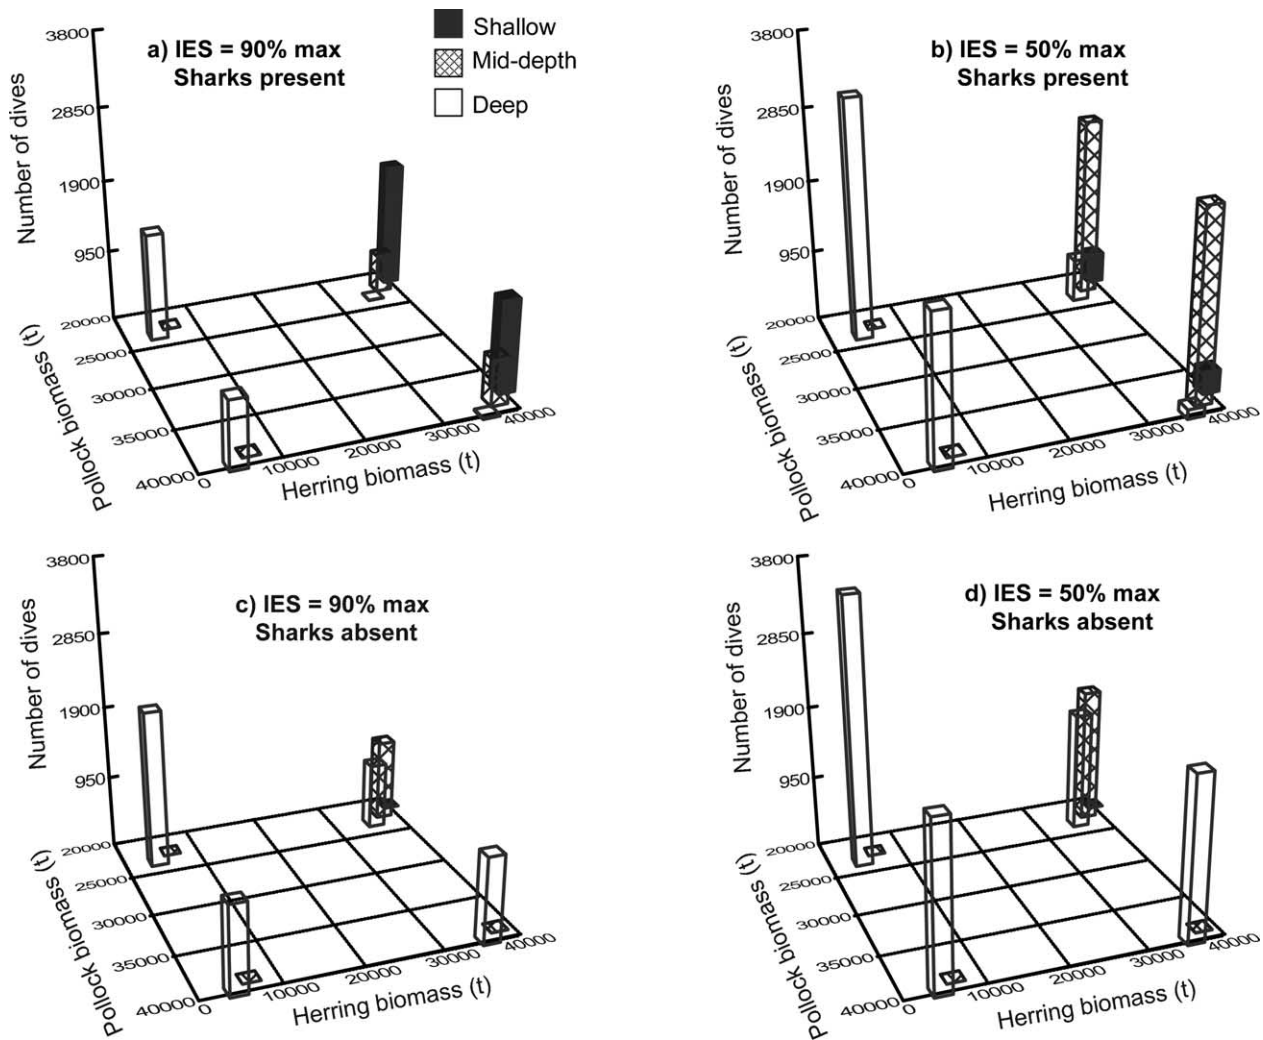 a) IES = 90% max
Sharks present
Shallow
Mid-depth
Deep
Number of dives
3800
2850
1900
950
20000
25000
30000
35000
40000
Pollock biomass (t)
0
10000
20000
30000
40000
Herring biomass (t)
b) IES = 50% max
Sharks present
Number of dives
3800
2850
1900
950
20000
25000
30000
35000
40000
Pollock biomass (t)
0
10000
20000
30000
40000
Herring biomass (t)
c) IES = 90% max
Sharks absent
Number of dives
3800
2850
1900
950
20000
25000
30000
35000
40000
Pollock biomass (t)
0
10000
20000
30000
40000
Herring biomass (t)
d) IES = 50% max
Sharks absent
Number of dives
3800
2850
1900
950
20000
25000
30000
35000
40000
Pollock biomass (t)
0
10000
20000
30000
40000
Herring biomass (t)